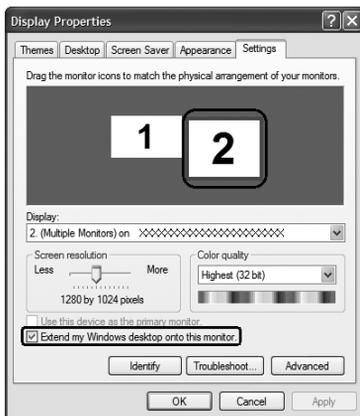 Display Properties
Themes Desktop Screen Saver Appearance Settings
Drag the monitor icons to match the physical arrangement of your monitors.
1 2
Display:
2. (Multiple Monitors) on XXXXXXXXXXXXXXXXXXXXXX
Screen resolution Color quality
Less More Highest (32 bit)
1280 by 1024 pixels
Use this device as the primary monitor.
Extend my Windows desktop onto this monitor.
Identify Troubleshoot... Advanced
OK Cancel Apply